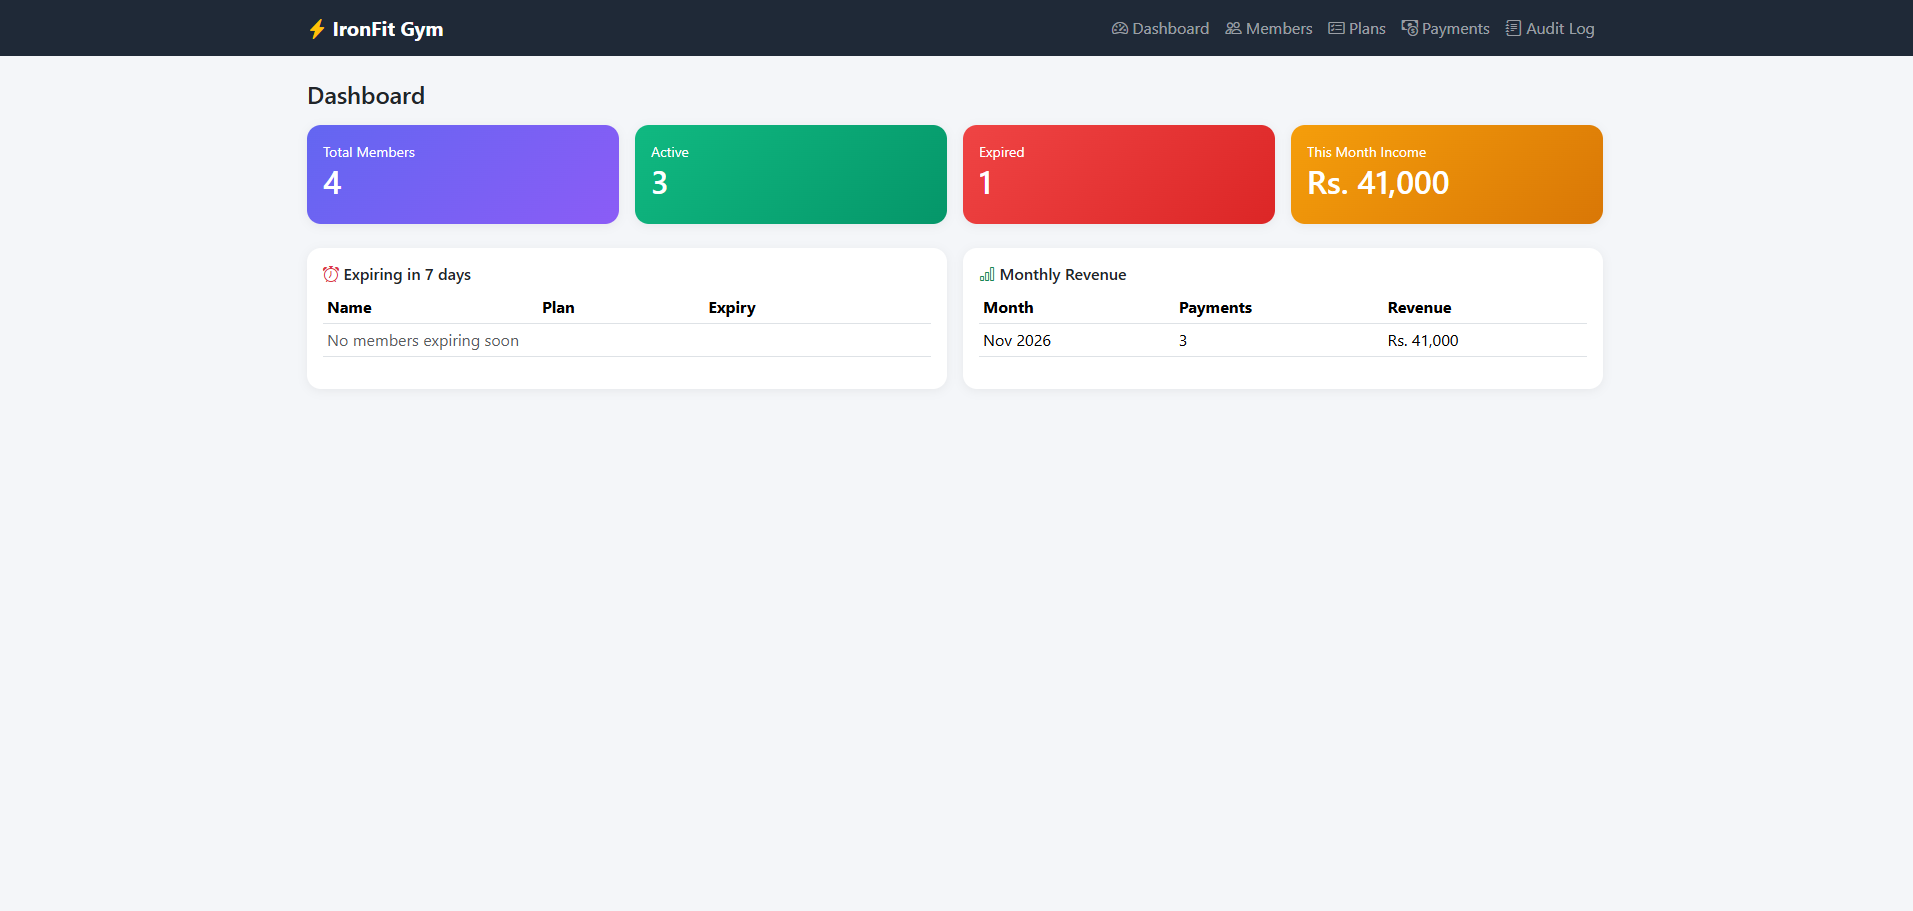 IronFit Gym
Dashboard Members Plans Payments Audit Log
Dashboard
Total Members
4
Active
3
Expired
1
This Month Income
Rs. 41,000
Expiring in 7 days
Name Plan Expiry
No members expiring soon
Monthly Revenue
Month Payments Revenue
Nov 2026 3 Rs. 41,000